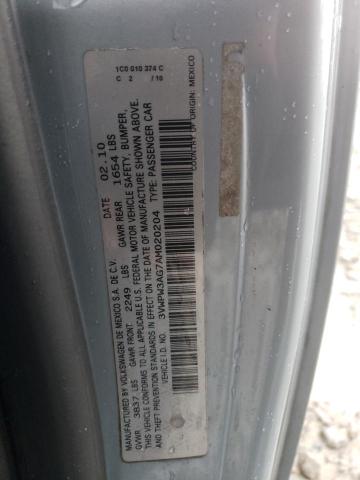 1C0 010 374 C
C 2 /10
MANUFACTURED BY VOLKSWAGEN DE MEXICO S.A. DE C.V. DATE 02.10
GVWR 3837 LBS GAWR FRONT 2249 LBS GAWR REAR 1654 LBS
THIS VEHICLE CONFORMS TO ALL APPLICABLE U.S. FEDERAL MOTOR VEHICLE SAFETY, BUMPER,
AND THEFT PREVENTION STANDARDS IN EFFECT ON THE DATE OF MANUFACTURE SHOWN ABOVE.
VEHICLE I.D. NO. 3VWPW3AG7AM020204 TYPE: PASSENGER CAR
COUNTRY OF ORIGIN: MEXICO